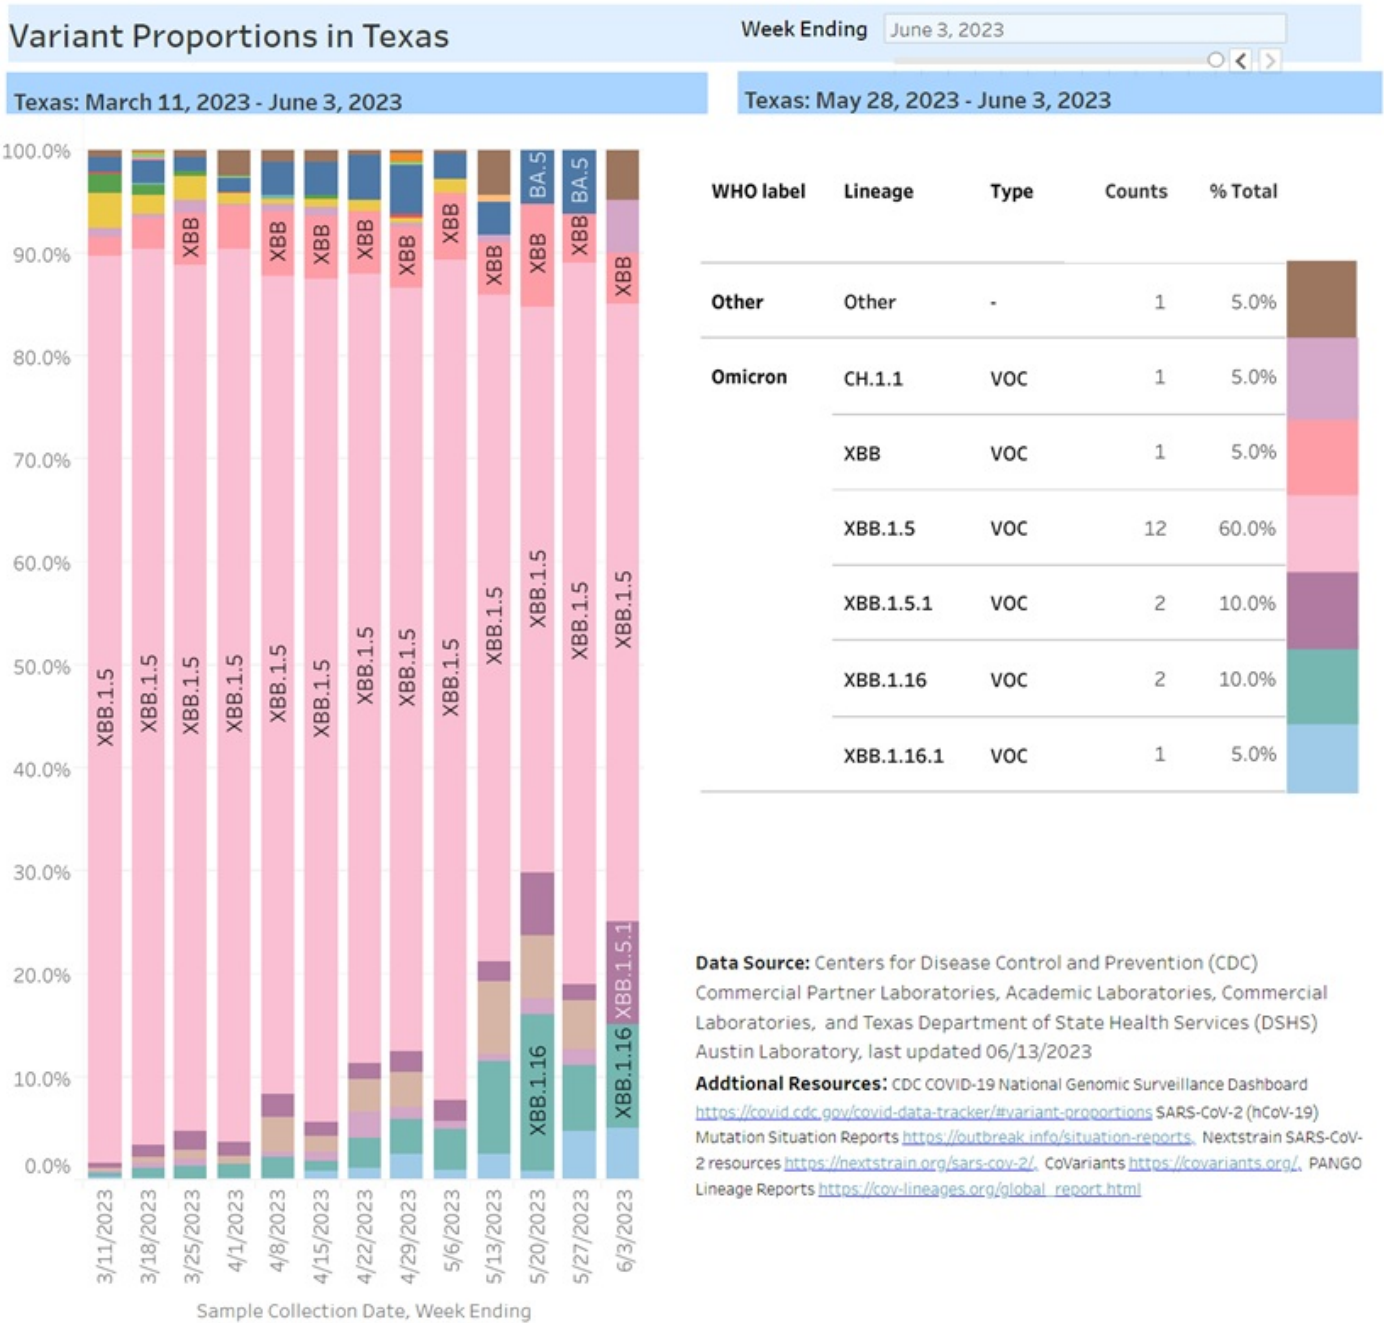 Variant Proportions in Texas
Week Ending
June 3, 2023
Texas: March 11, 2023 - June 3, 2023
Texas: May 28, 2023 - June 3, 2023
100.0%
90.0%
80.0%
70.0%
60.0%
50.0%
40.0%
30.0%
20.0%
10.0%
0.0%
XBB.1.5
XBB.1.5
XBB
XBB.1.5
XBB.1.5
XBB
XBB.1.5
XBB
XBB.1.5
XBB
XBB.1.5
XBB
XBB.1.5
XBB
XBB.1.5
XBB
XBB.1.5
BA.5
XBB
XBB.1.5
XBB.1.16
BA.5
XBB
XBB.1.5
XBB
XBB.1.5
XBB.1.5.1
XBB.1.16
3/11/2023
3/18/2023
3/25/2023
4/1/2023
4/8/2023
4/15/2023
4/22/2023
4/29/2023
5/6/2023
5/13/2023
5/20/2023
5/27/2023
6/3/2023
Sample Collection Date, Week Ending
WHO label Lineage Type Counts % Total
Other Other - 1 5.0%
Omicron CH.1.1 VOC 1 5.0%
XBB VOC 1 5.0%
XBB.1.5 VOC 12 60.0%
XBB.1.5.1 VOC 2 10.0%
XBB.1.16 VOC 2 10.0%
XBB.1.16.1 VOC 1 5.0%
Data Source: Centers for Disease Control and Prevention (CDC)
Commercial Partner Laboratories, Academic Laboratories, Commercial
Laboratories, and Texas Department of State Health Services (DSHS)
Austin Laboratory, last updated 06/13/2023
Addtional Resources: CDC COVID-19 National Genomic Surveillance Dashboard
https://covid.cdc.gov/covid-data-tracker/#variant-proportions SARS-CoV-2 (hCoV-19)
Mutation Situation Reports https://outbreak.info/situation-reports, Nextstrain SARS-CoV-
2 resources https://nextstrain.org/sars-cov-2/, CoVariants https://covariants.org/, PANGO
Lineage Reports https://cov-lineages.org/global_report.html